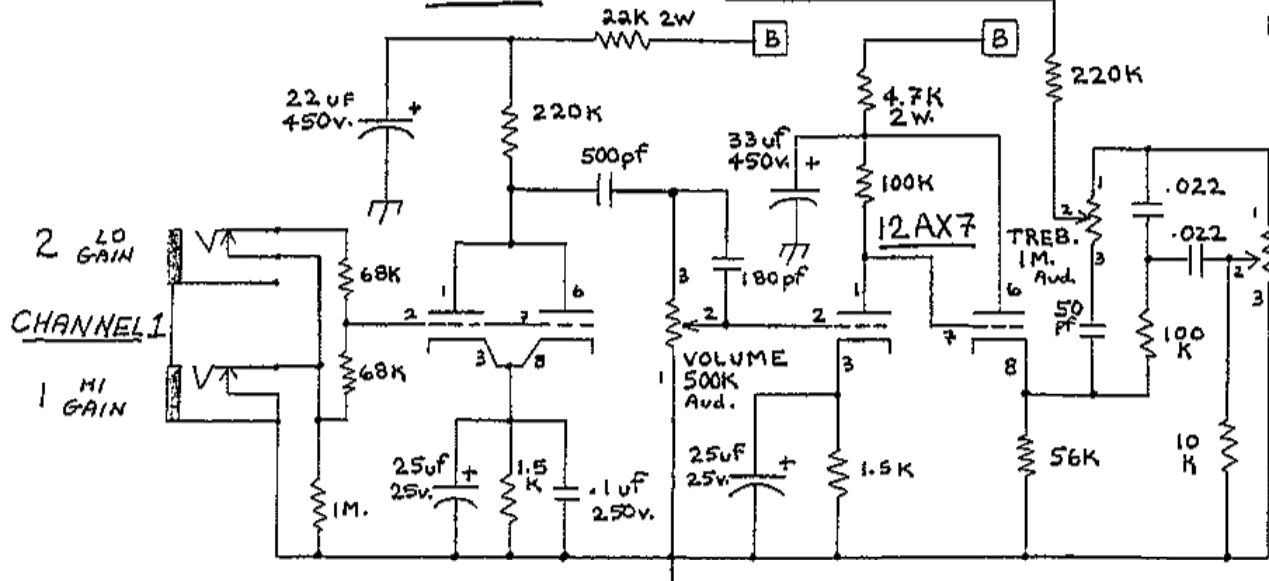 22K 2W
B
B
22uf
450v.
+
220K
500pf
4.7K
2W.
33uf
450v.
+
100K
12AX7
220K
2 LO
GAIN
68K
CHANNEL 1
68K
1 HI
GAIN
1
6
2
7
3
8
3
2
1
180pf
VOLUME
500K
Aud.
1
2
3
6
7
8
TREB.
1M.
Aud.
1
2
3
.022
.022
1
2
3
50
pf
100
K
25uf
25v.
+
1.5
K
.1uf
250v.
1M.
25uf
25v.
+
1.5K
56K
10
K